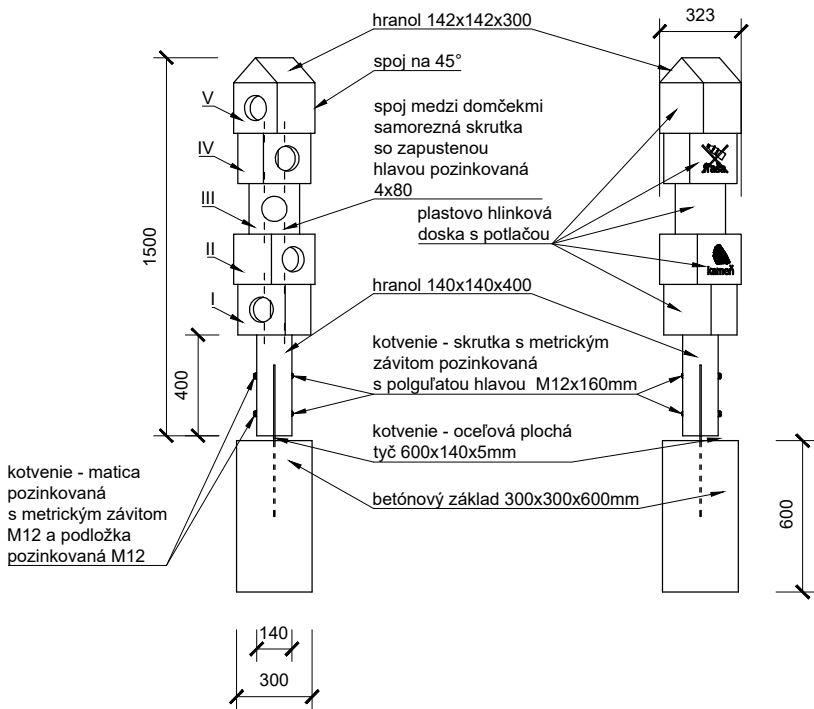 hranol 142x142x300
323
spoj na 45°
V
spoj medzi domčekmi
samorezná skrutka
so zapustenou
hlavou pozinkovaná
4x80
IV
III
II
I
plastovo hlinková
doska s potlačou
kameň
1500
hranol 140x140x400
400
kotvenie - skrutka s metrickým
závitom pozinkovaná
s polguľatou hlavou M12x160mm
kotvenie - oceľová plochá
tyč 600x140x5mm
kotvenie - matica
pozinkovaná
s metrickým závitom
M12 a podložka
pozinkovaná M12
betónový základ 300x300x600mm
600
140
300